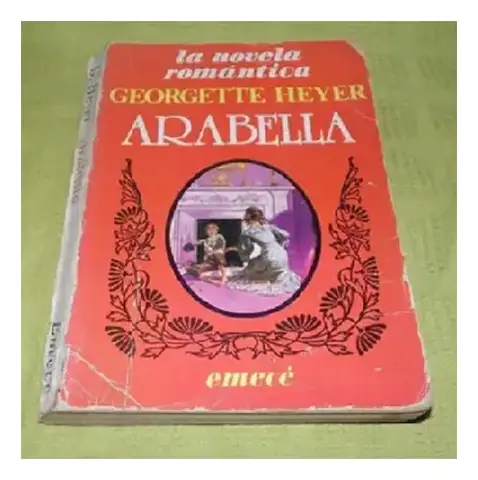 la novela
romántica
GEORGETTE HEYER
ARABELLA
emecé